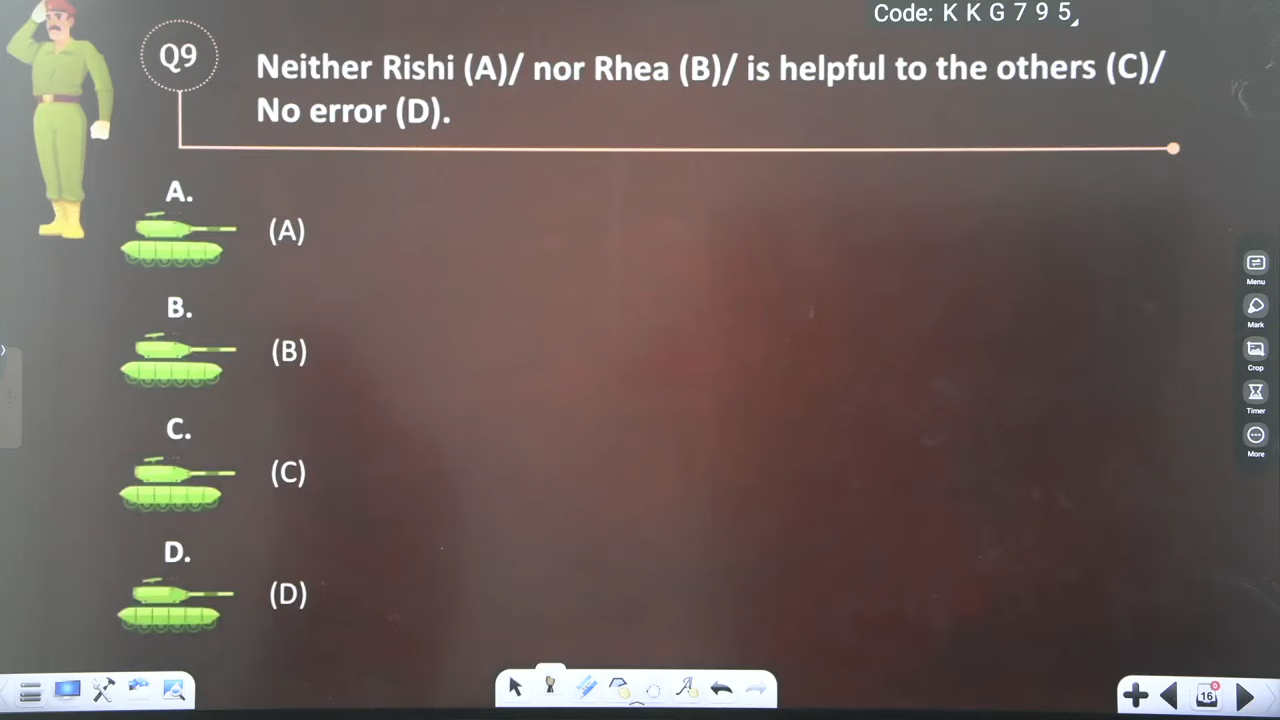 Code: K K G 7 9 5
Q9
Neither Rishi (A)/ nor Rhea (B)/ is helpful to the others (C)/
No error (D).
A.
(A)
B.
(B)
C.
(C)
D.
(D)
Menu
Mark
Crop
Timer
More
16
0